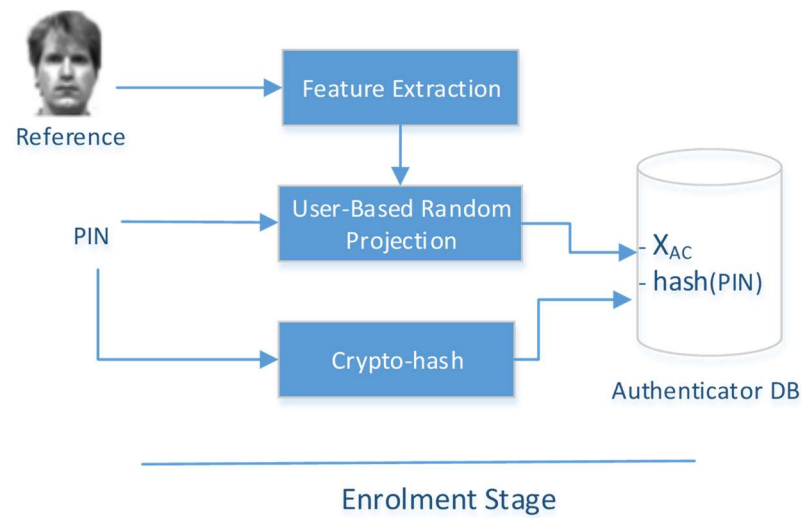 Feature Extraction
Reference
User-Based Random
Projection
PIN
- X_AC
- hash(PIN)
Crypto-hash
Authenticator DB
Enrolment Stage